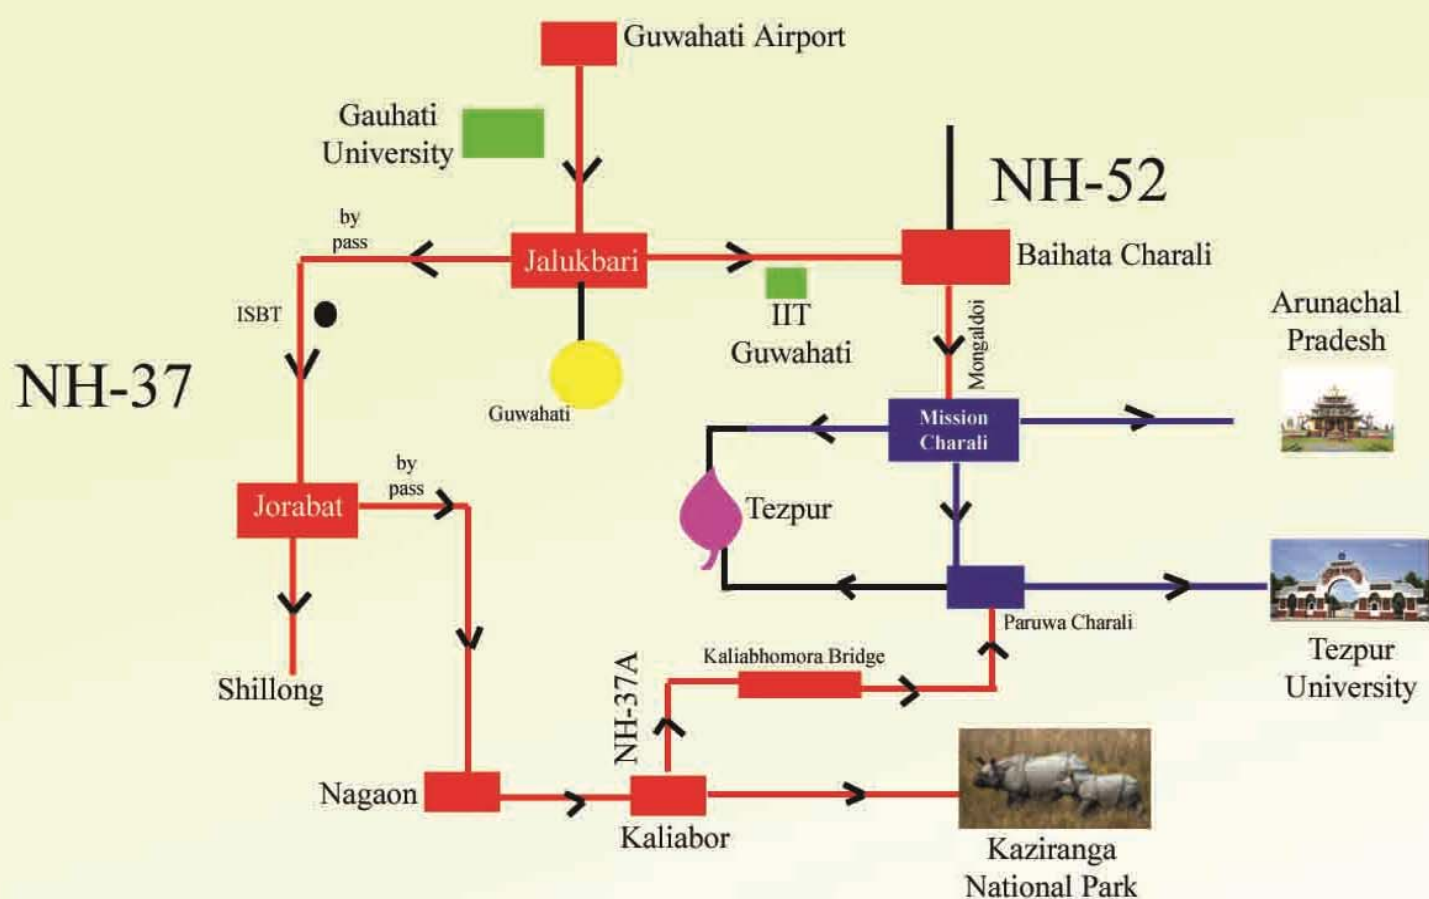 Guwahati Airport
Gauhati
University
NH-52
by
pass
Jalukbari
Baihata Charali
ISBT
IIT
Guwahati
Mongaldoi
Arunachal
Pradesh
NH-37
Guwahati
Mission
Charali
by
pass
Jorabat
Tezpur
Paruwa Charali
Tezpur
University
Kaliabhomora Bridge
Shillong
NH-37A
Nagaon
Kaliabor
Kaziranga
National Park